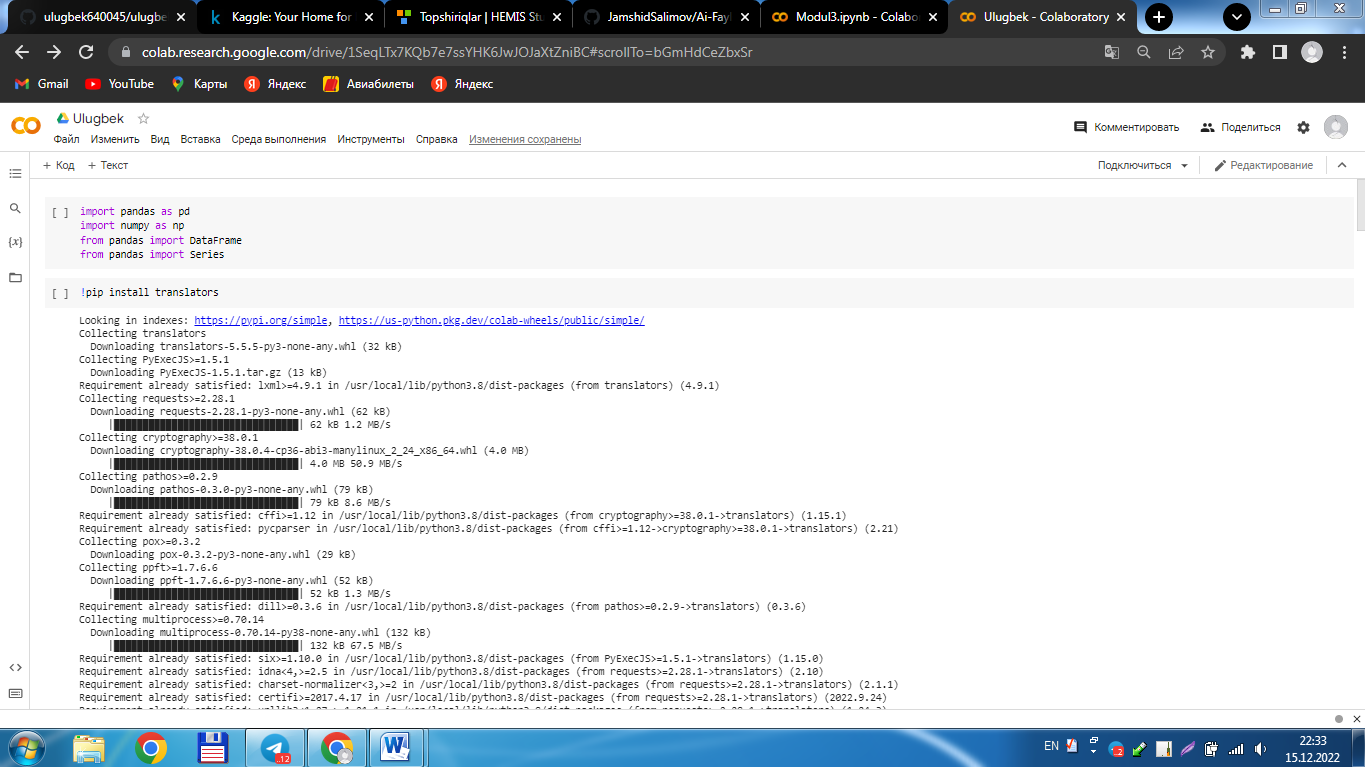 ulugbek640045/ulugbe
Kaggle: Your Home for
Topshiriqlar | HEMIS Stu
JamshidSalimov/Ai-Fayl
Modul3.ipynb - Colabo
Ulugbek - Colaboratory
colab.research.google.com/drive/1SeqLTx7KQb7e7ssYHK6JwJOJaXtZniBC#scrollTo=bGmHdCeZbxSr
Gmail YouTube Карты Яндекс Авиабилеты Яндекс
Ulugbek
Файл Изменить Вид Вставка Среда выполнения Инструменты Справка Изменения сохранены
Комментировать Поделиться
+ Код + Текст
Подключиться Редактирование
[ ] import pandas as pd
import numpy as np
from pandas import DataFrame
from pandas import Series
[ ] !pip install translators
Looking in indexes: https://pypi.org/simple, https://us-python.pkg.dev/colab-wheels/public/simple/
Collecting translators
Downloading translators-5.5.5-py3-none-any.whl (32 kB)
Collecting PyExecJS>=1.5.1
Downloading PyExecJS-1.5.1.tar.gz (13 kB)
Requirement already satisfied: lxml>=4.9.1 in /usr/local/lib/python3.8/dist-packages (from translators) (4.9.1)
Collecting requests>=2.28.1
Downloading requests-2.28.1-py3-none-any.whl (62 kB)
| | 62 kB 1.2 MB/s
Collecting cryptography>=38.0.1
Downloading cryptography-38.0.4-cp36-abi3-manylinux_2_24_x86_64.whl (4.0 MB)
| | 4.0 MB 50.9 MB/s
Collecting pathos>=0.2.9
Downloading pathos-0.3.0-py3-none-any.whl (79 kB)
| | 79 kB 8.6 MB/s
Requirement already satisfied: cffi>=1.12 in /usr/local/lib/python3.8/dist-packages (from cryptography>=38.0.1->translators) (1.15.1)
Requirement already satisfied: pycparser in /usr/local/lib/python3.8/dist-packages (from cffi>=1.12->cryptography>=38.0.1->translators) (2.21)
Collecting pox>=0.3.2
Downloading pox-0.3.2-py3-none-any.whl (29 kB)
Collecting ppft>=1.7.6.6
Downloading ppft-1.7.6.6-py3-none-any.whl (52 kB)
| | 52 kB 1.3 MB/s
Requirement already satisfied: dill>=0.3.6 in /usr/local/lib/python3.8/dist-packages (from pathos>=0.2.9->translators) (0.3.6)
Collecting multiprocess>=0.70.14
Downloading multiprocess-0.70.14-py38-none-any.whl (132 kB)
| | 132 kB 67.5 MB/s
Requirement already satisfied: six>=1.10.0 in /usr/local/lib/python3.8/dist-packages (from PyExecJS>=1.5.1->translators) (1.15.0)
Requirement already satisfied: idna<4,>=2.5 in /usr/local/lib/python3.8/dist-packages (from requests>=2.28.1->translators) (2.10)
Requirement already satisfied: charset-normalizer<3,>=2 in /usr/local/lib/python3.8/dist-packages (from requests>=2.28.1->translators) (2.1.1)
Requirement already satisfied: certifi>=2017.4.17 in /usr/local/lib/python3.8/dist-packages (from requests>=2.28.1->translators) (2022.9.24)
EN
22:33
15.12.2022